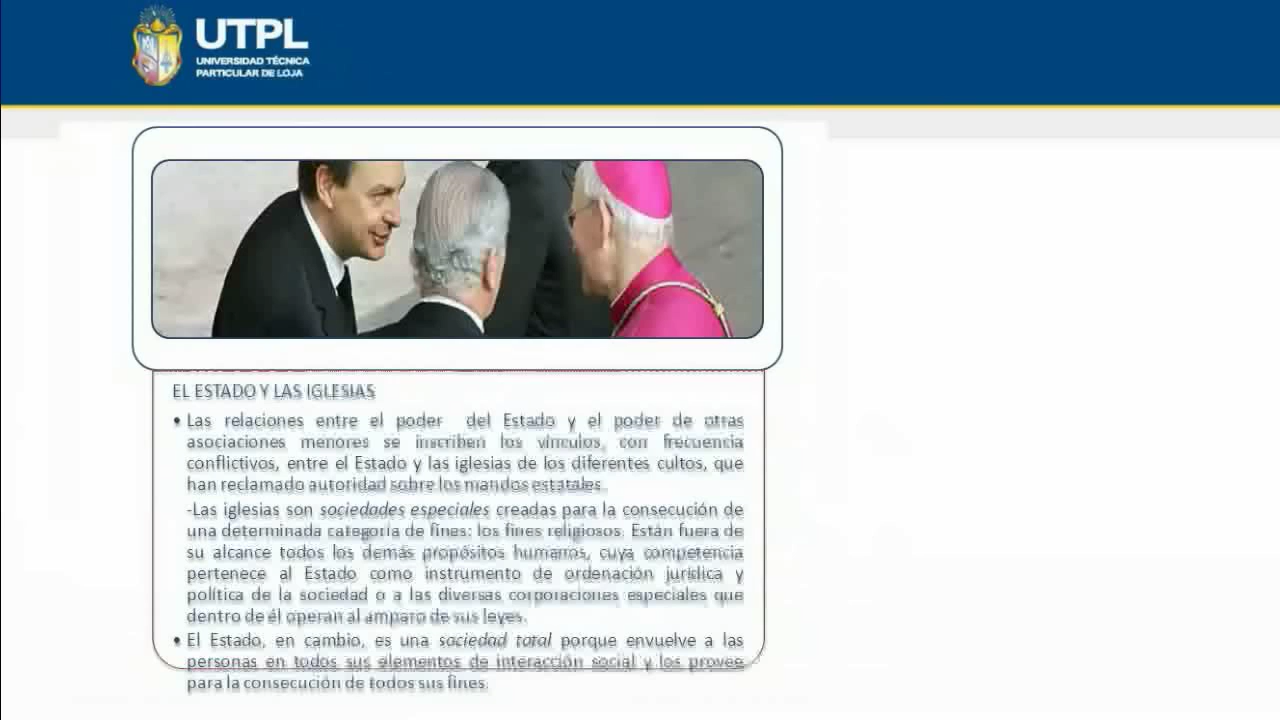 UTPL
UNIVERSIDAD TÉCNICA
PARTICULAR DE LOJA
EL ESTADO Y LAS IGLESIAS
• Las relaciones entre el poder del Estado y el poder de otras
asociaciones menores se inscriben los vínculos, con frecuencia
conflictivos, entre el Estado y las iglesias de los diferentes cultos, que
han reclamado autoridad sobre los mandos estatales.
-Las iglesias son sociedades especiales creadas para la consecución de
una determinada categoría de fines: los fines religiosos. Están fuera de
su alcance todos los demás propósitos humanos, cuya competencia
pertenece al Estado como instrumento de ordenación jurídica y
política de la sociedad o a las diversas corporaciones especiales que
dentro de él operan al amparo de sus leyes.
• El Estado, en cambio, es una sociedad total porque envuelve a las
personas en todos sus elementos de interacción social y los provee
para la consecución de todos sus fines.